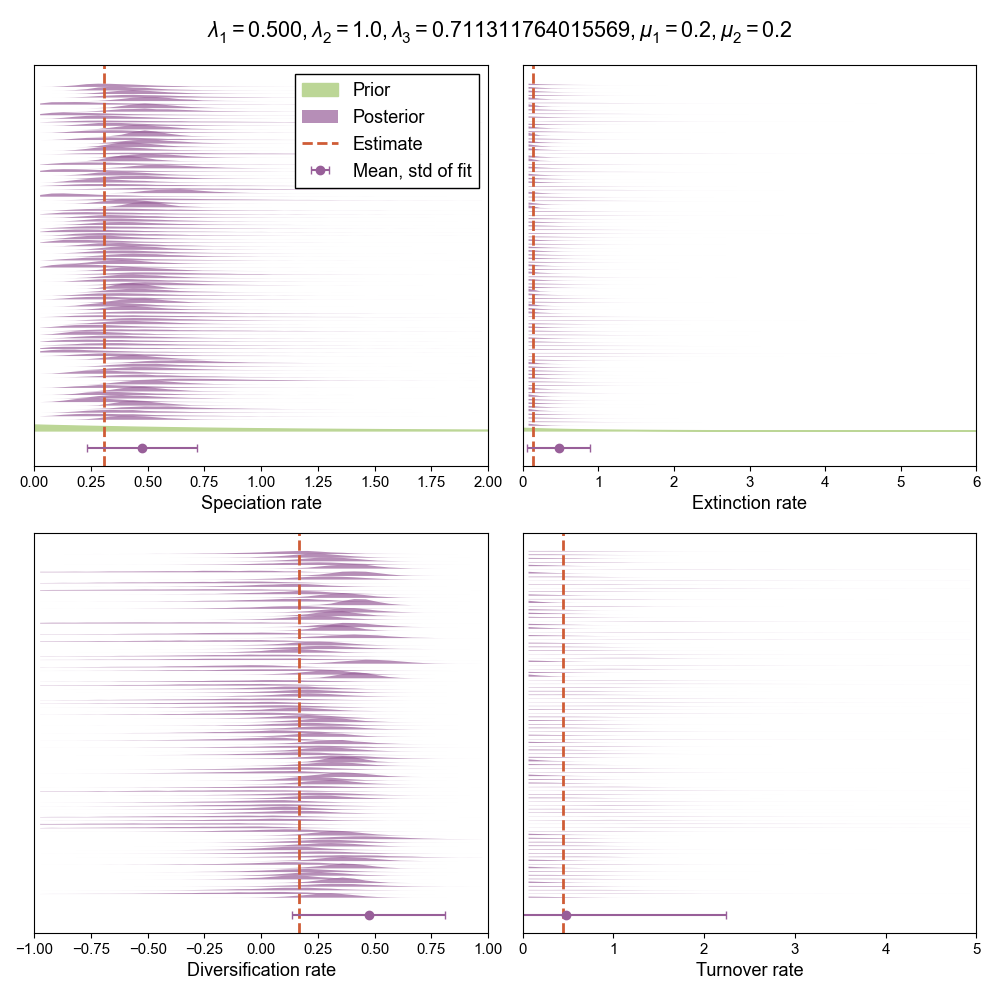 λ₁ = 0.500, λ₂ = 1.0, λ₃ = 0.711311764015569, μ₁ = 0.2, μ₂ = 0.2
Prior
Posterior
Estimate
Mean, std of fit
0.00 0.25 0.50 0.75 1.00 1.25 1.50 1.75 2.00
Speciation rate
0 1 2 3 4 5 6
Extinction rate
−1.00 −0.75 −0.50 −0.25 0.00 0.25 0.50 0.75 1.00
Diversification rate
0 1 2 3 4 5
Turnover rate